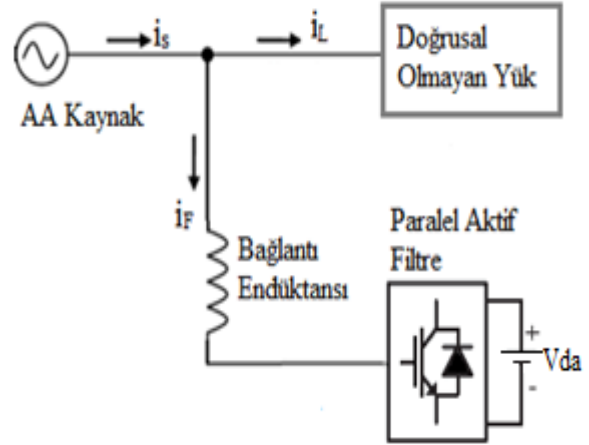 is
iL
Doğrusal
Olmayan Yük
AA Kaynak
iF
Bağlantı
Endüktansı
Paralel Aktif
Filtre
+
Vda
-